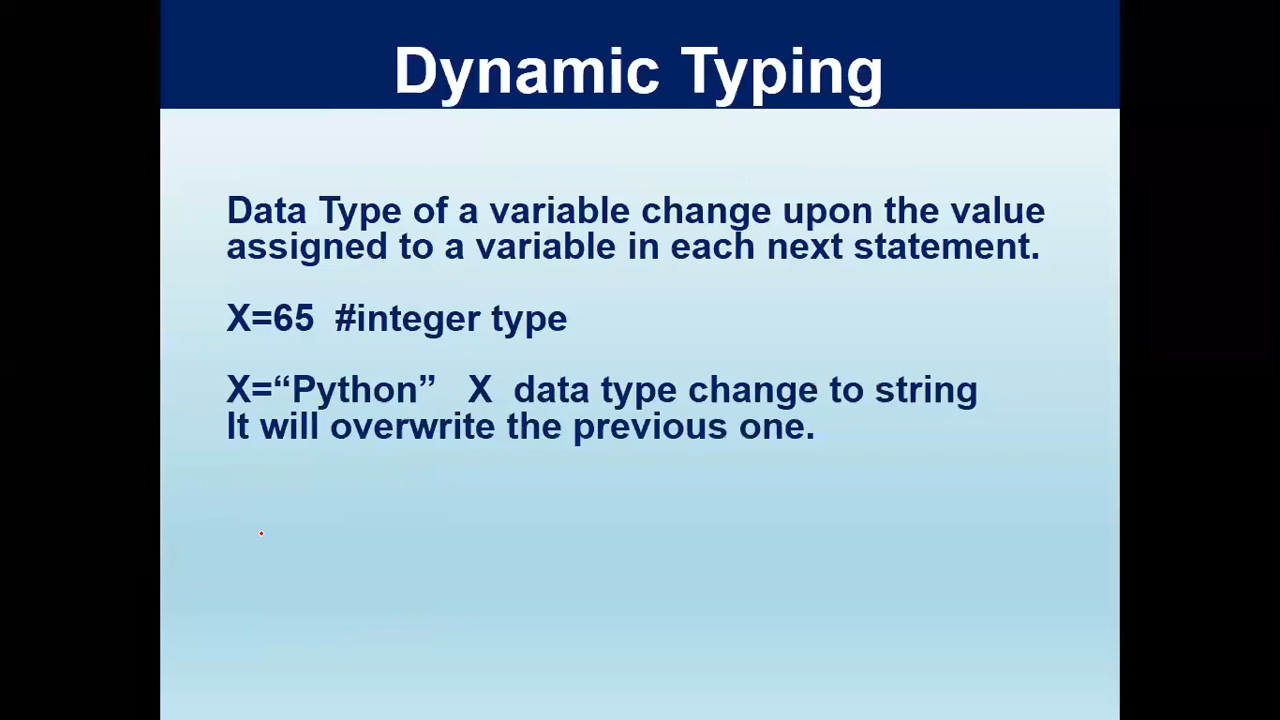 Dynamic Typing
Data Type of a variable change upon the value
assigned to a variable in each next statement.
X=65  #integer type
X=“Python”   X  data type change to string
It will overwrite the previous one.